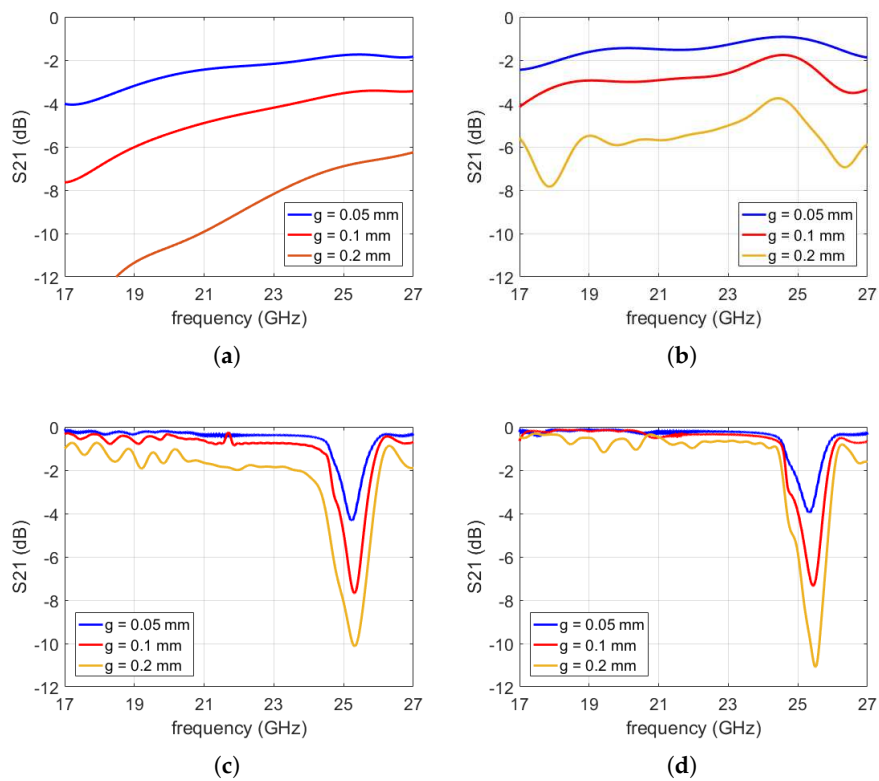 0
-2
-4
-6
-8
-10
-12
S21 (dB)
g = 0.05 mm
g = 0.1 mm
g = 0.2 mm
17 19 21 23 25 27
frequency (GHz)
(a)
0
-2
-4
-6
-8
-10
-12
S21 (dB)
g = 0.05 mm
g = 0.1 mm
g = 0.2 mm
17 19 21 23 25 27
frequency (GHz)
(b)
0
-2
-4
-6
-8
-10
-12
S21 (dB)
g = 0.05 mm
g = 0.1 mm
g = 0.2 mm
17 19 21 23 25 27
frequency (GHz)
(c)
0
-2
-4
-6
-8
-10
-12
S21 (dB)
g = 0.05 mm
g = 0.1 mm
g = 0.2 mm
17 19 21 23 25 27
frequency (GHz)
(d)